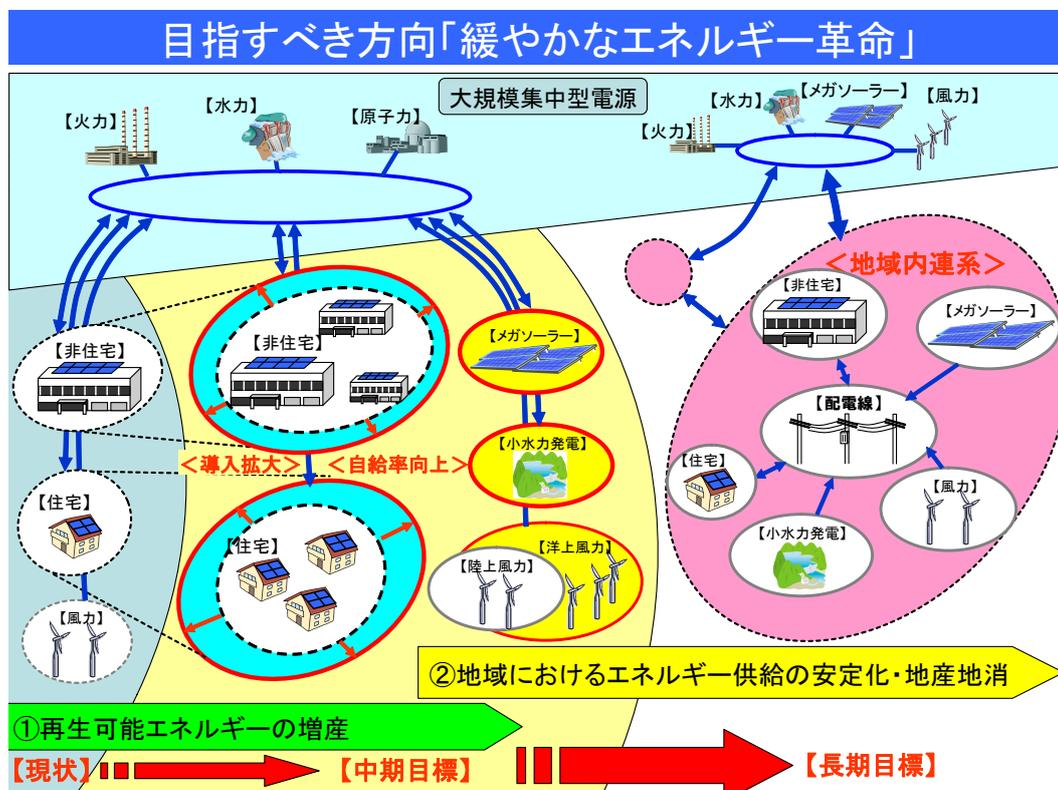 目指すべき方向「緩やかなエネルギー革命」
大規模集中型電源
【火力】
【水力】
【原子力】
【火力】
【水力】
【メガソーラー】
【風力】
＜地域内連系＞
【非住宅】
【非住宅】
【メガソーラー】
【非住宅】
【メガソーラー】
【配電線】
＜導入拡大＞
＜自給率向上＞
【小水力発電】
【住宅】
【風力】
【住宅】
【住宅】
【洋上風力】
【陸上風力】
【小水力発電】
【風力】
②地域におけるエネルギー供給の安定化・地産地消
①再生可能エネルギーの増産
【現状】
【中期目標】
【長期目標】